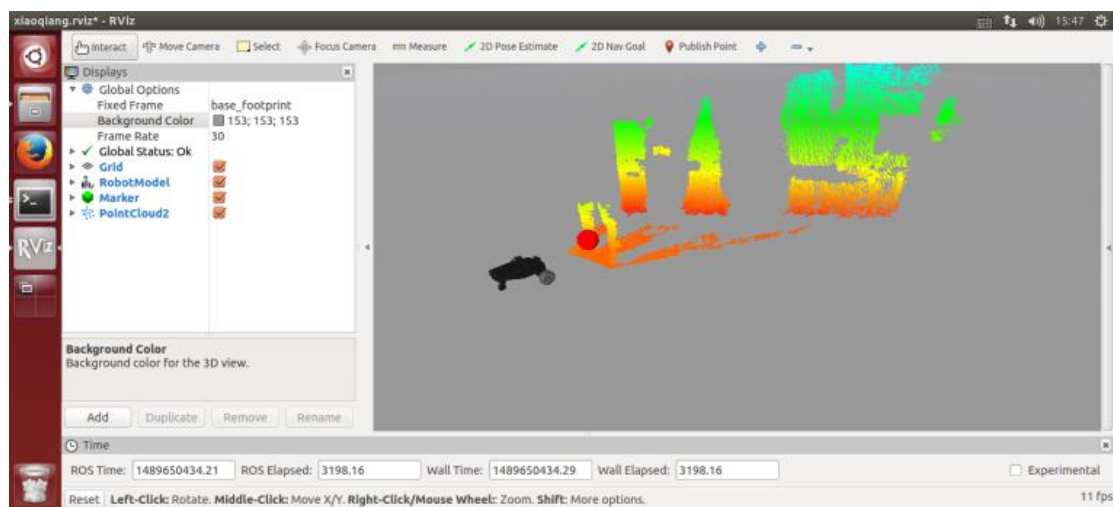 xiaoqiang.rviz* - RViz
15:47
Interact Move Camera Select Focus Camera Measure 2D Pose Estimate 2D Nav Goal Publish Point
Displays
Global Options
Fixed Frame base_footprint
Background Color 153; 153; 153
Frame Rate 30
Global Status: Ok
Grid
RobotModel
Marker
PointCloud2
RViz
Background Color
Background color for the 3D view.
Add Duplicate Remove Rename
Time
ROS Time: 1489650434.21 ROS Elapsed: 3198.16 Wall Time: 1489650434.29 Wall Elapsed: 3198.16 Experimental
Reset Left-Click: Rotate. Middle-Click: Move X/Y. Right-Click/Mouse Wheel:: Zoom. Shift: More options. 11 fps